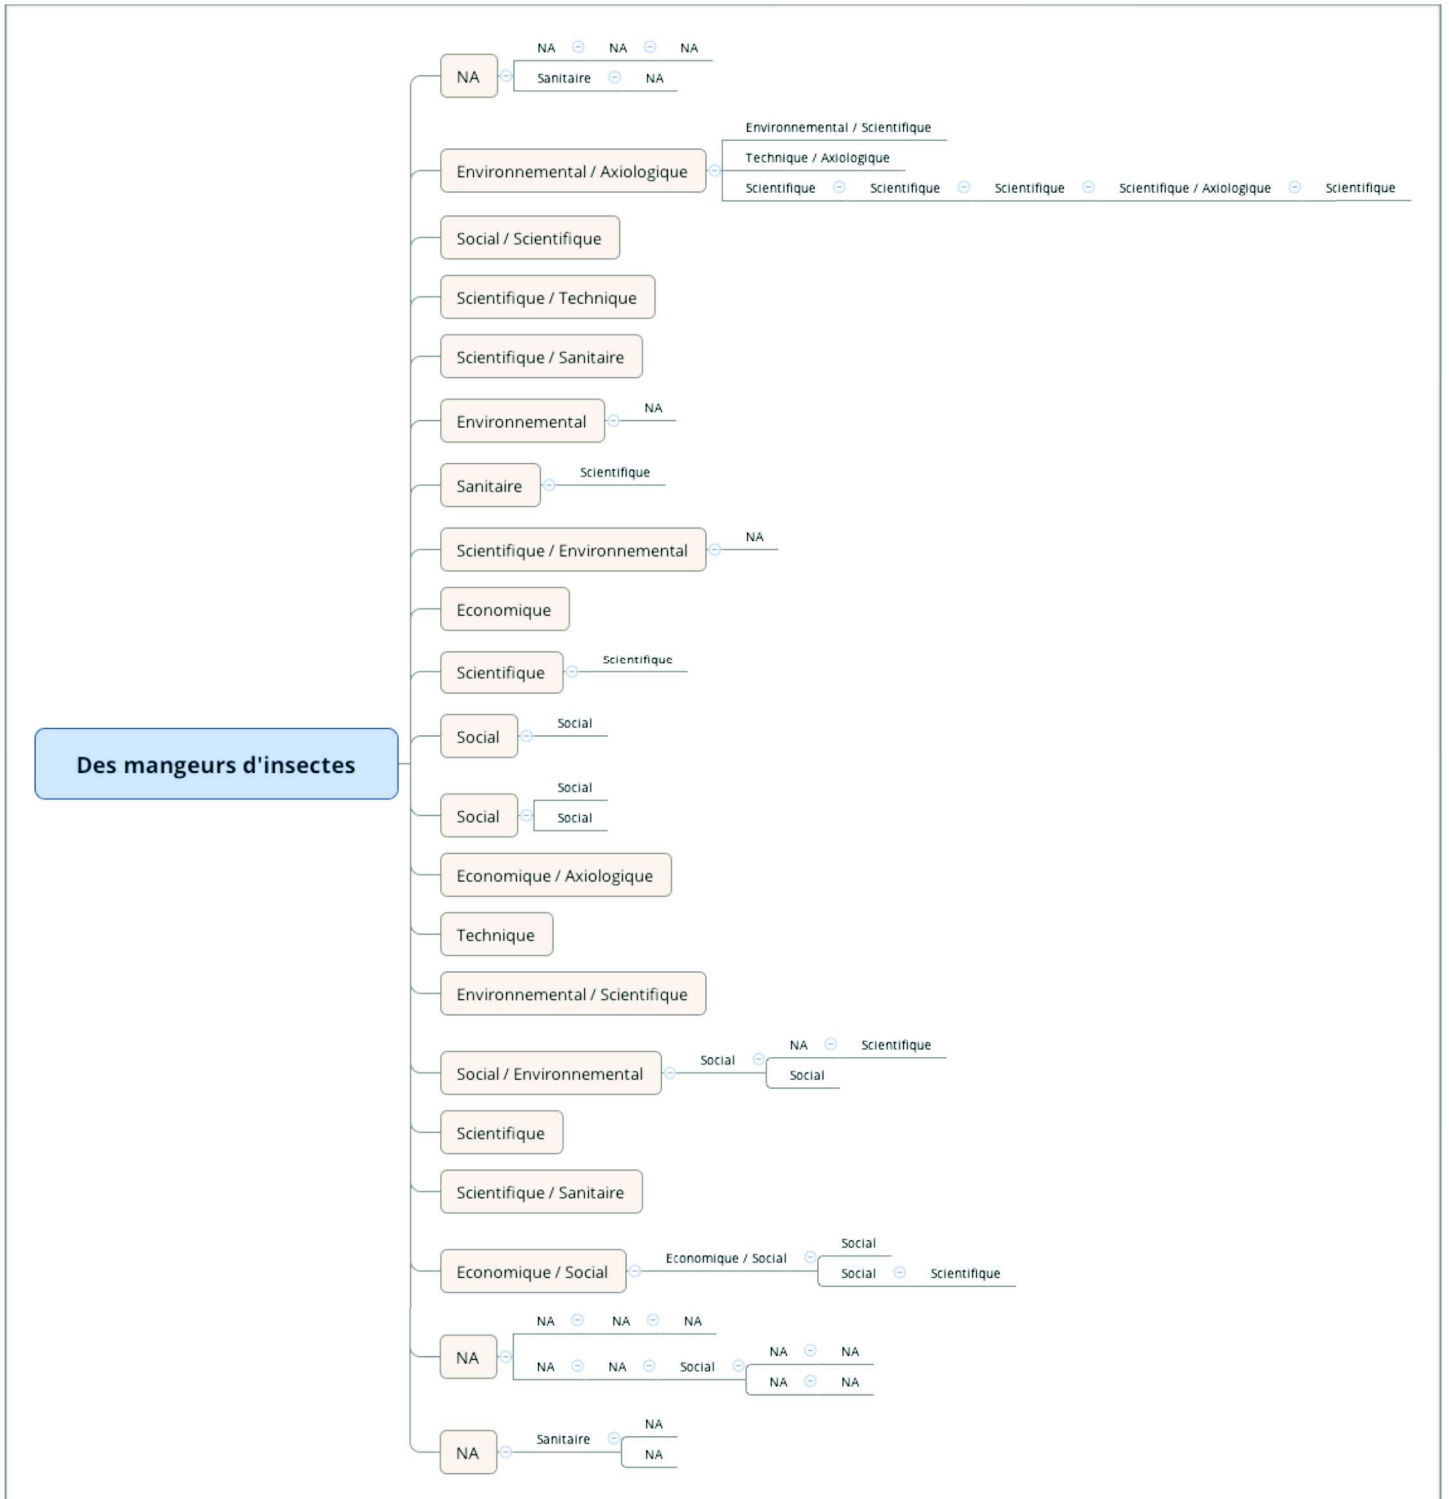 NA NA NA
NA
Sanitaire NA
Environnemental / Scientifique
Technique / Axiologique
Environnemental / Axiologique
Scientifique Scientifique Scientifique Scientifique / Axiologique Scientifique
Social / Scientifique
Scientifique / Technique
Scientifique / Sanitaire
NA
Environnemental
Scientifique
Sanitaire
NA
Scientifique / Environnemental
Economique
Scientifique
Scientifique
Social
Social
Des mangeurs d'insectes
Social
Social
Social
Economique / Axiologique
Technique
Environnemental / Scientifique
NA Scientifique
Social
Social / Environnemental
Social
Scientifique
Scientifique / Sanitaire
Social
Economique / Social
Economique / Social
Social Scientifique
NA NA NA
NA
NA NA
NA NA Social
NA NA
NA
Sanitaire
NA
NA